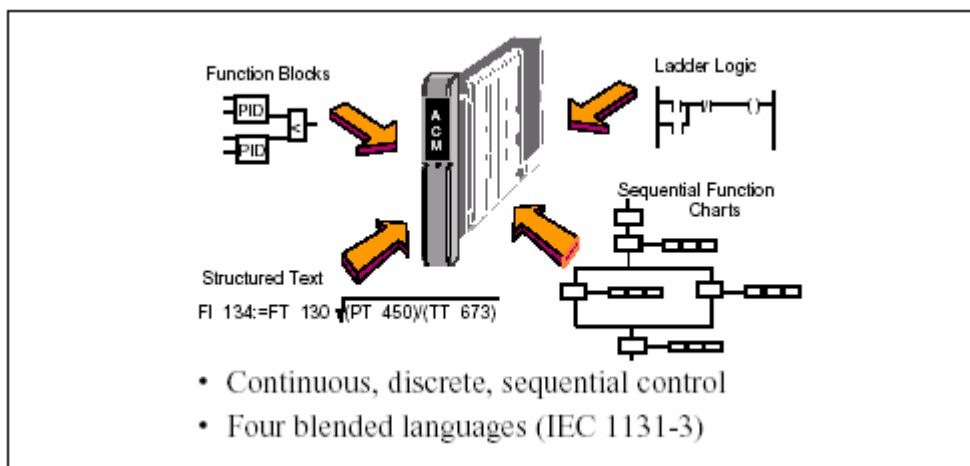 Function Blocks
PID
<
PID
Ladder Logic
A
C
M
Sequential Function
Charts
Structured Text
FI 134:=FT 130 √(PT 450)/(TT 673)
• Continuous, discrete, sequential control
• Four blended languages (IEC 1131-3)